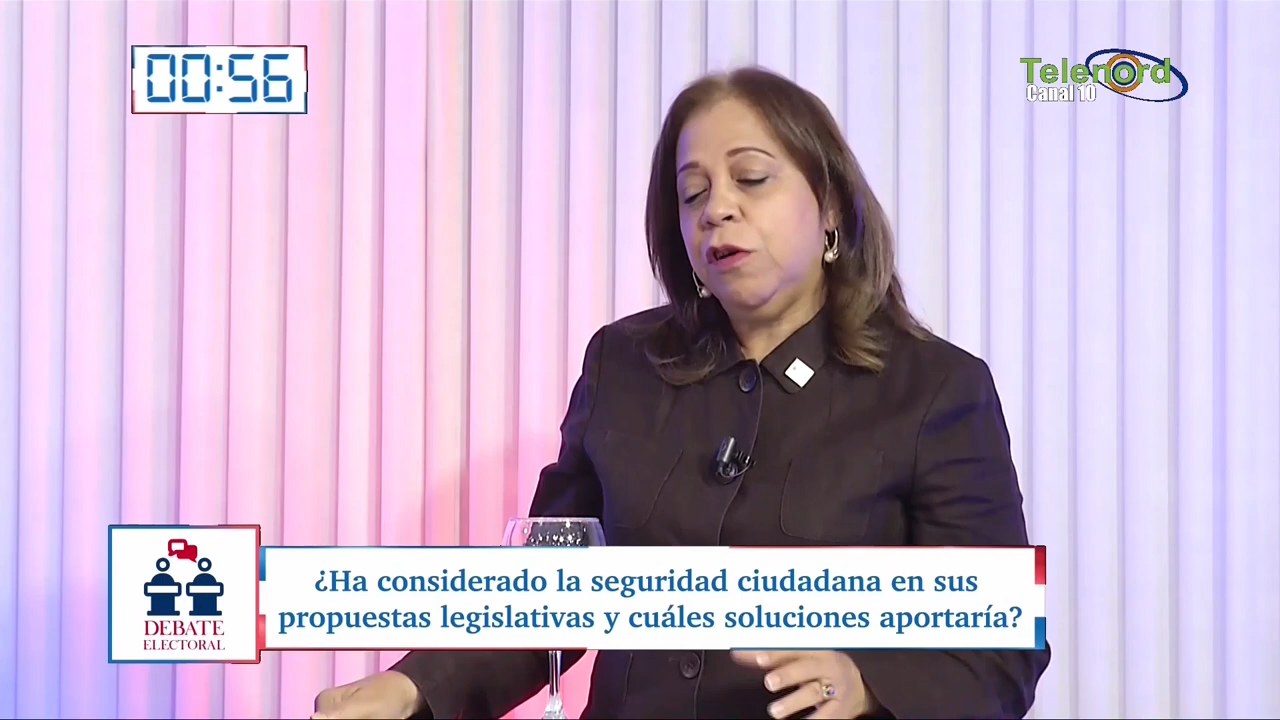 00:56
Telenord
Canal 10
¿Ha considerado la seguridad ciudadana en sus
propuestas legislativas y cuáles soluciones aportaría?
DEBATE
ELECTORAL